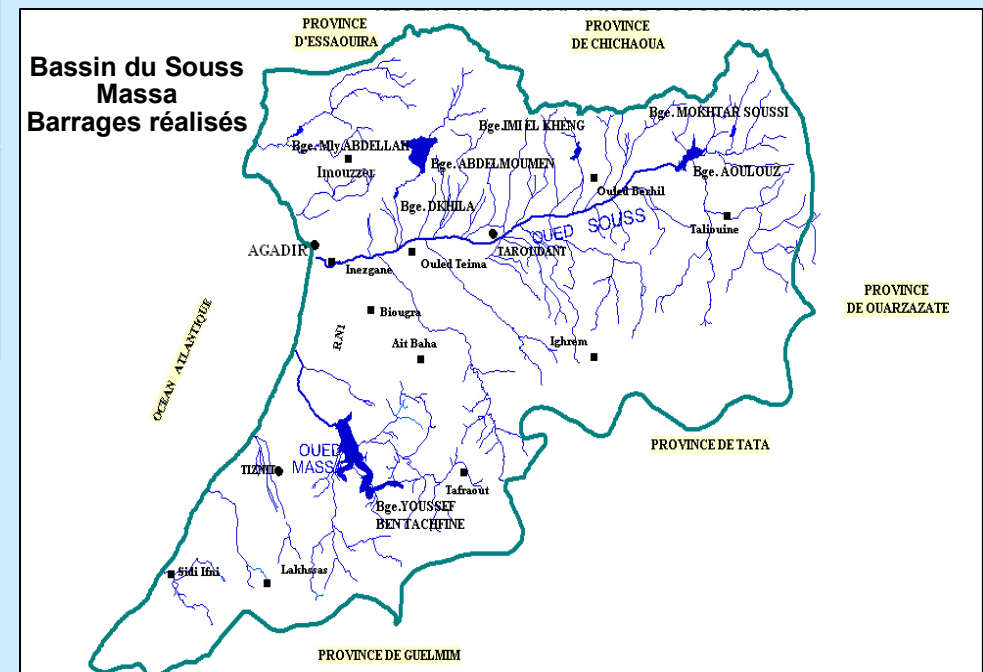 PROVINCE
D'ESSAOUIRA
PROVINCE
DE CHICHAOUA
Bassin du Souss
Massa
Barrages réalisés
Bge. MOKHTAR SOUSSI
Bge.IMI EL KHENG
Bge. Mly. ABDELLAH
Bge. ABDELMOUMEN
Imouzzer
Bge. AOULOUZ
Ouled Berhil
Bge. DKHILA
OUED SOUSS
Taliouine
AGADIR
TAROUDANT
Inezgane
Ouled Teima
PROVINCE
DE OUARZAZATE
Biougra
R.N1
Ait Baha
Ighrem
OCEAN ATLANTIQUE
PROVINCE DE TATA
OUED
MASSA
TIZNIT
Tafraout
Bge.YOUSSEF
BEN TACHFINE
Sidi Ifni
Lakhssas
PROVINCE DE GUELMIM